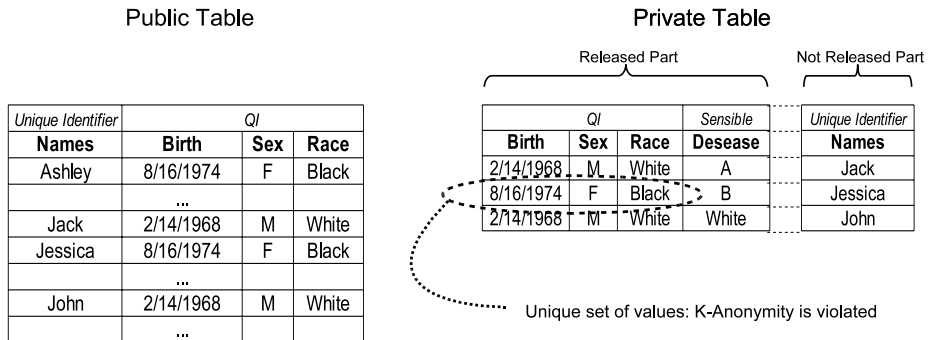 Public Table
Unique Identifier QI
Names Birth Sex Race
Ashley 8/16/1974 F Black
...
Jack 2/14/1968 M White
Jessica 8/16/1974 F Black
...
John 2/14/1968 M White
...
Private Table
Released Part Not Released Part
QI Sensible Unique Identifier
Birth Sex Race Desease Names
2/14/1968 M White A Jack
8/16/1974 F Black B Jessica
2/14/1968 M White White John
Unique set of values: K-Anonymity is violated